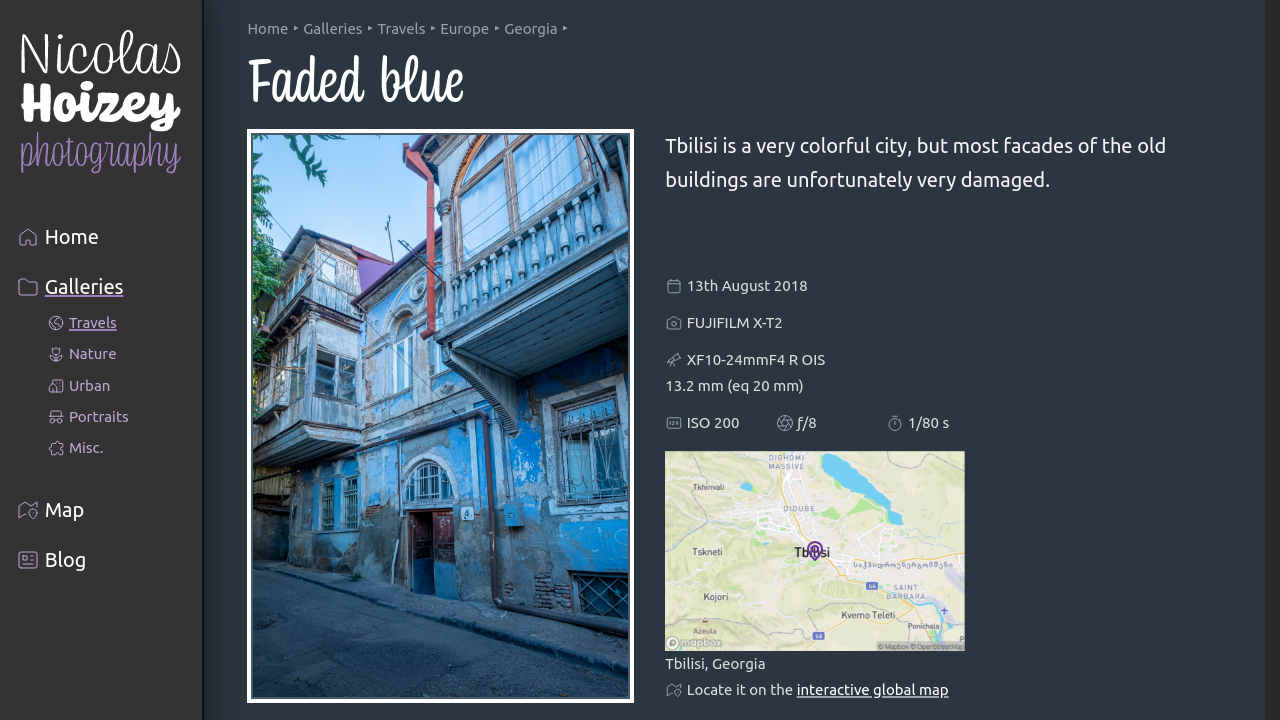 Nicolas
Hoizey
photography
Home
Galleries
Travels
Nature
Urban
Portraits
Misc.
Map
Blog
Home ▸ Galleries ▸ Travels ▸ Europe ▸ Georgia ▸
Faded blue
Tbilisi is a very colorful city, but most facades of the old
buildings are unfortunately very damaged.
13th August 2018
FUJIFILM X-T2
XF10-24mmF4 R OIS
13.2 mm (eq 20 mm)
ISO 200 ƒ/8 1/80 s
DIGHOMI
MASSIVE
Tkhinvali
DIDUBE
Tskneti
Tbilisi
საქპიდროენერგომშენი
Kojori
SAINT
BARBARA
Kvemo Teleti
Ponichala
Azeula
mapbox
© Mapbox © OpenStreetMap
Tbilisi, Georgia
Locate it on the interactive global map